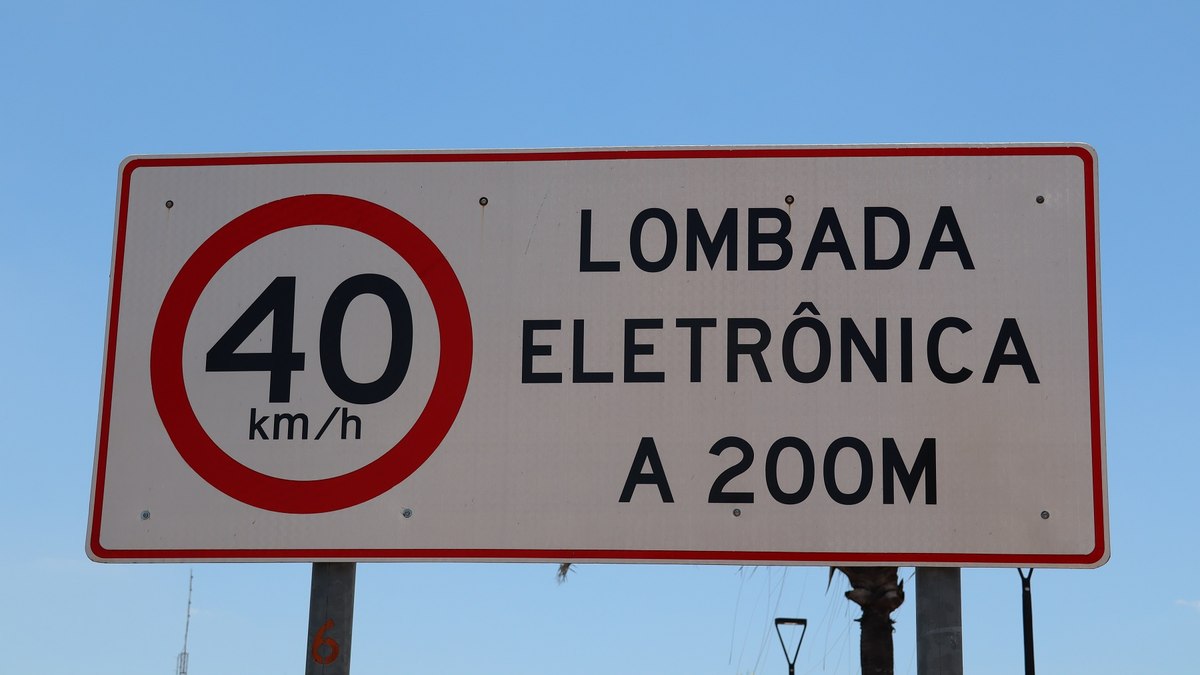 40
km/h
LOMBADA
ELETRÔNICA
A 200M
6